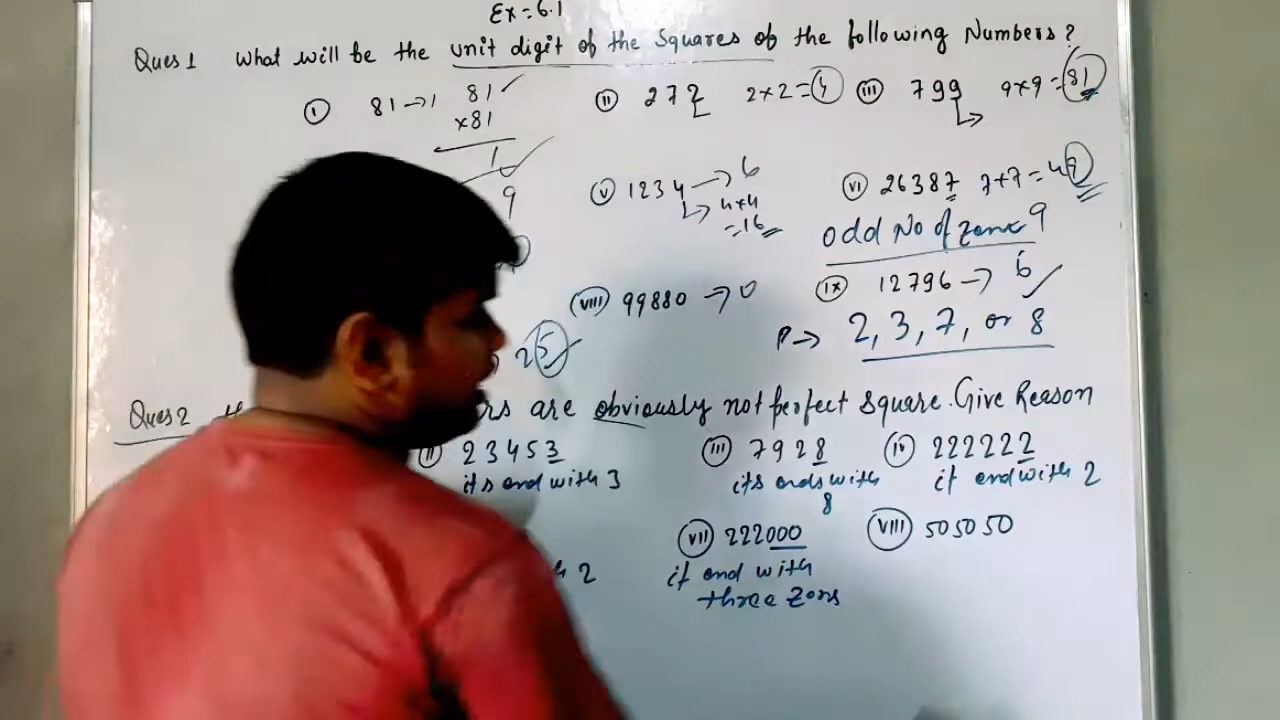 Ex = 6.1
Ques 1 What will be the unit digit of the Squares of the following Numbers?
(i) 81 → 1 81
×81
1
9
(ii) 272 2×2=4
(iii) 799 9×9=81
(v) 1234 → 6
4×4
=16
(vi) 26387 7+7=49
odd No of zeros 9
(viii) 99880 → 0
(ix) 12796 → 6
25
P → 2, 3, 7, or 8
Ques 2 rs are obviously not perfect square. Give Reason
(ii) 23453
its end with 3
(iii) 7928
its ends with
8
(iv) 222222
it end with 2
2
(vii) 222000
it end with
three zors
(viii) 505050